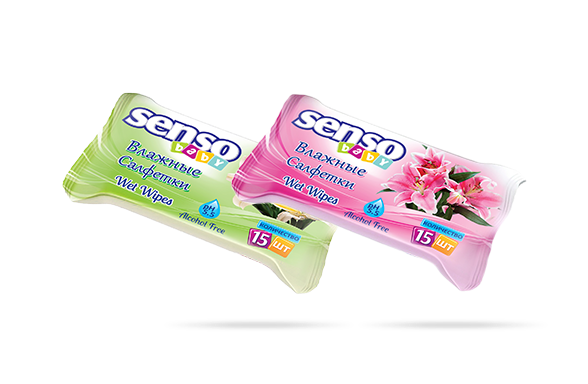 senso
baby
Влажные
Салфетки
Wet Wipes
pH
5.5
Alcohol Free
КОЛИЧЕСТВО
15 ШТ
senso
baby
Влажные
Салфетки
Wet Wipes
pH
5.5
Alcohol Free
КОЛИЧЕСТВО
15 ШТ